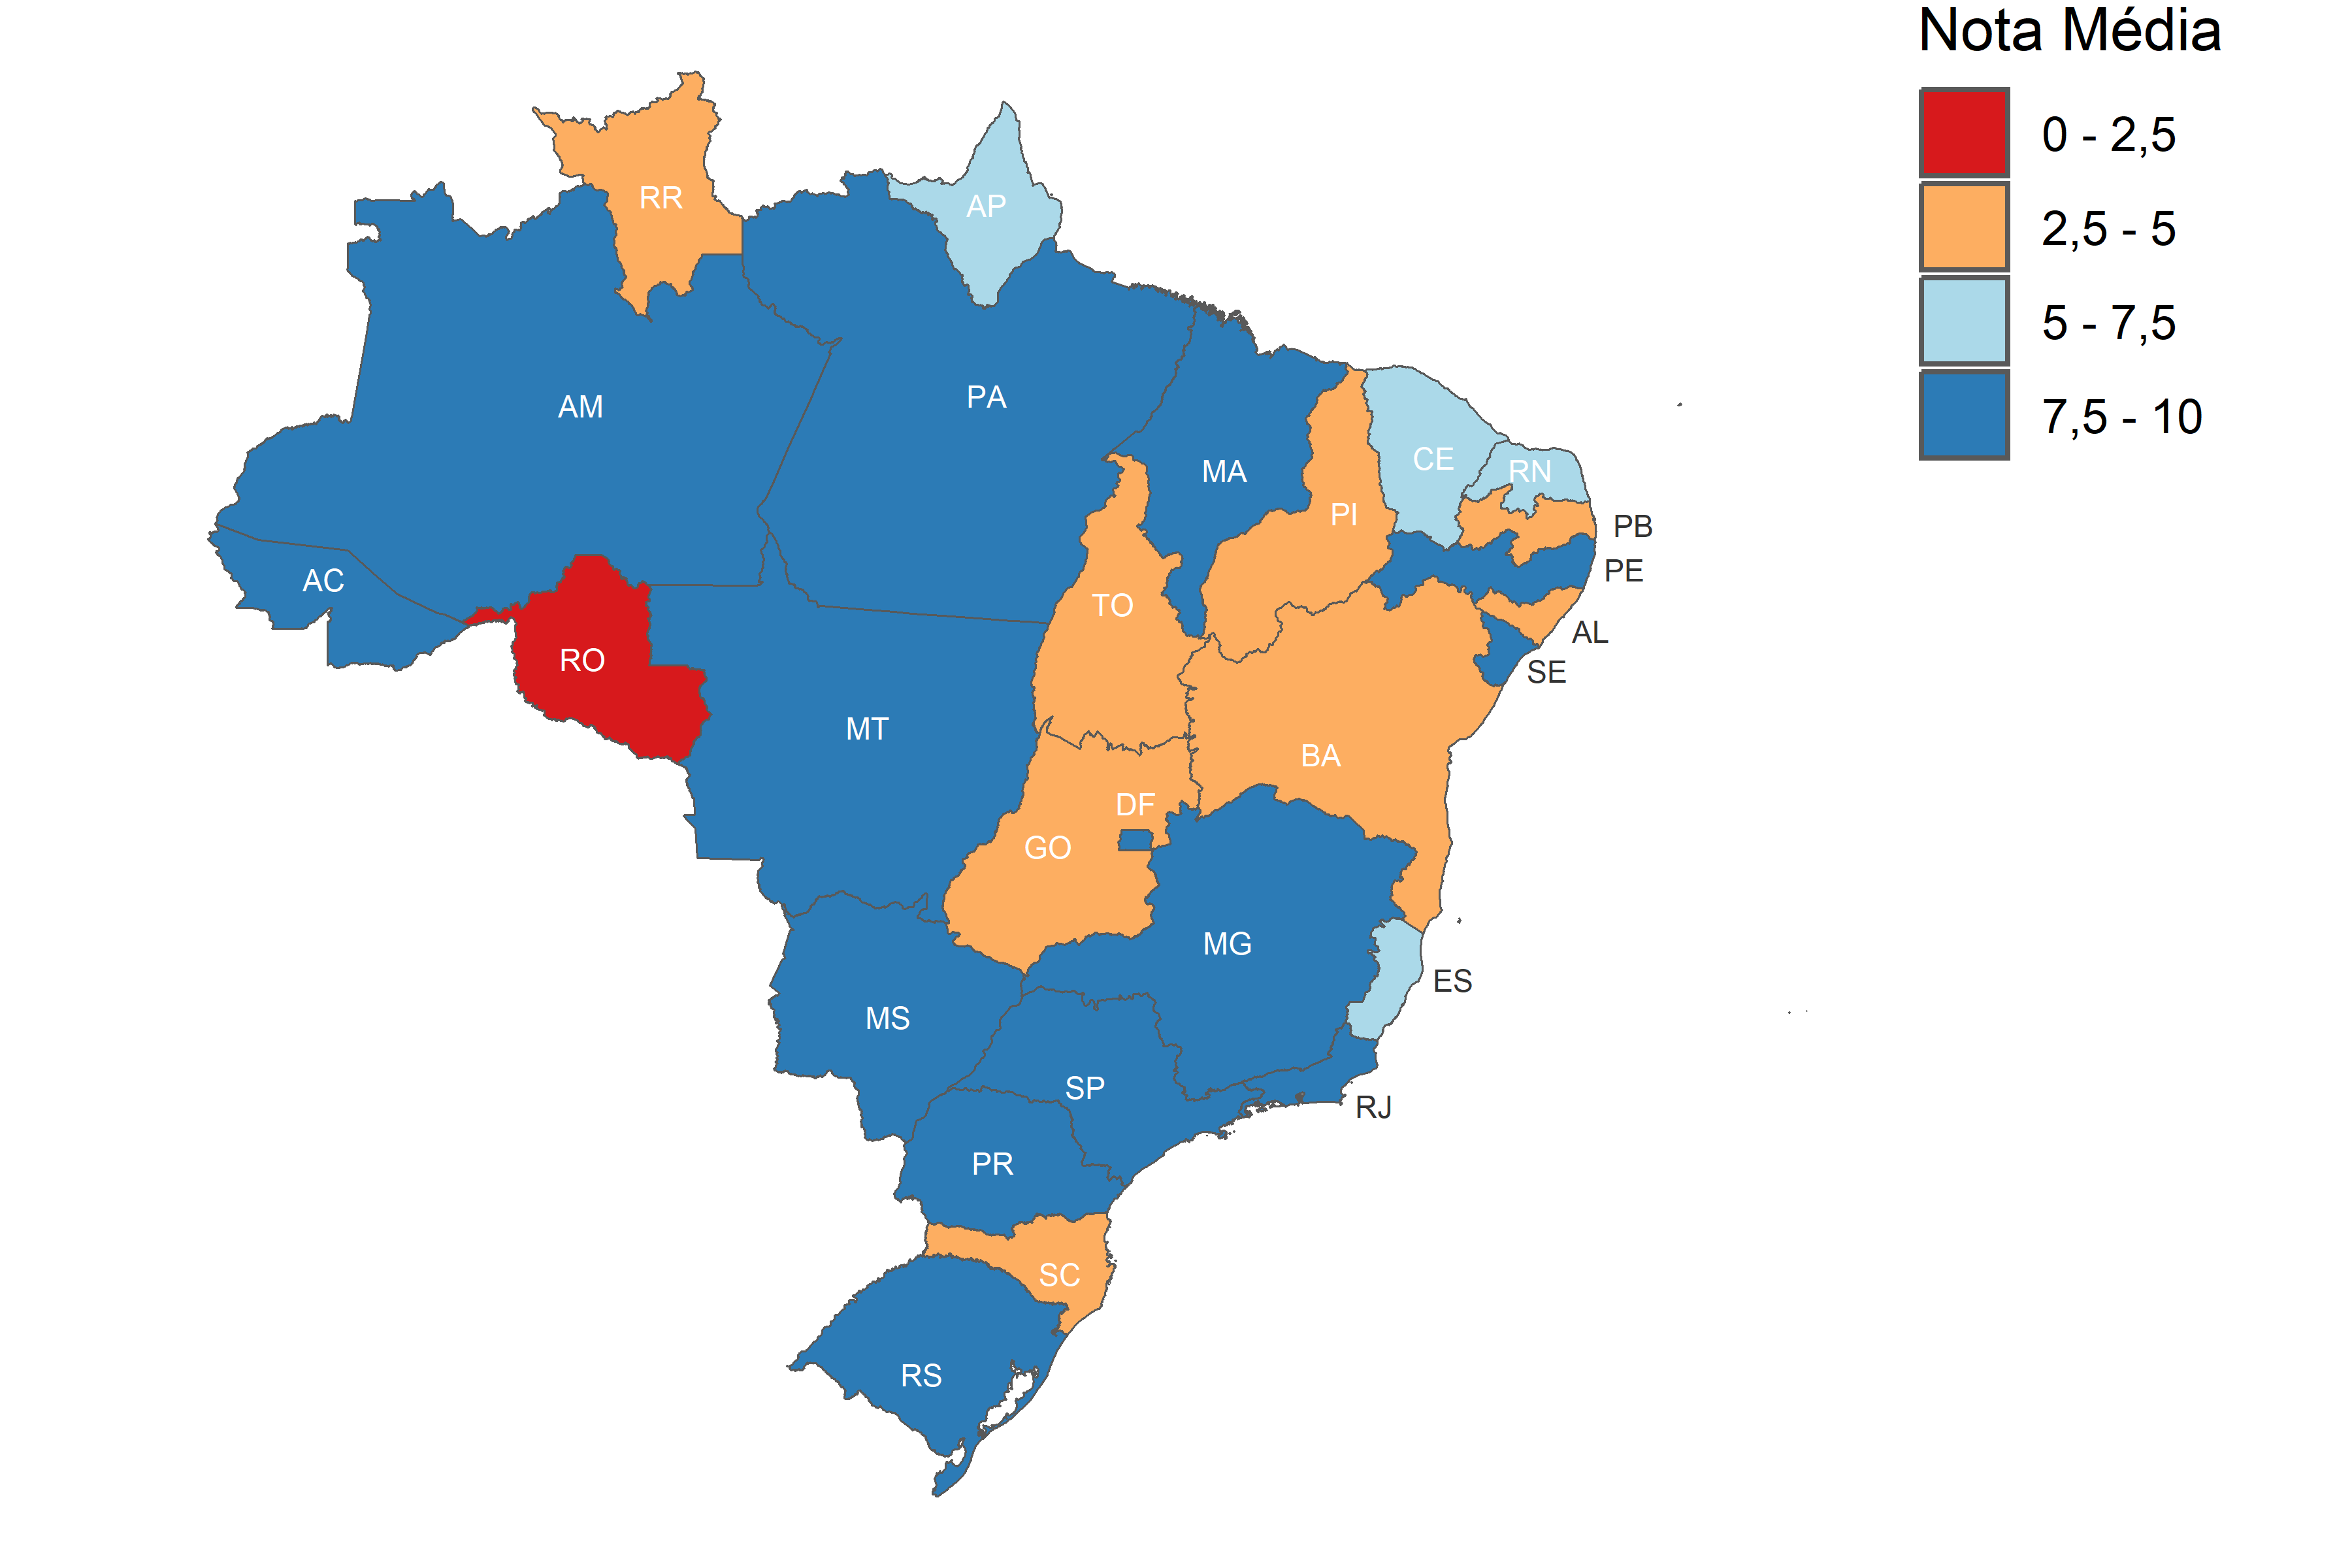 Nota Média
0 - 2,5
2,5 - 5
5 - 7,5
7,5 - 10
RR
AP
AM
PA
MA
CE
RN
PI
PB
PE
AC
TO
AL
RO
SE
MT
BA
DF
GO
MG
ES
MS
SP
RJ
PR
SC
RS